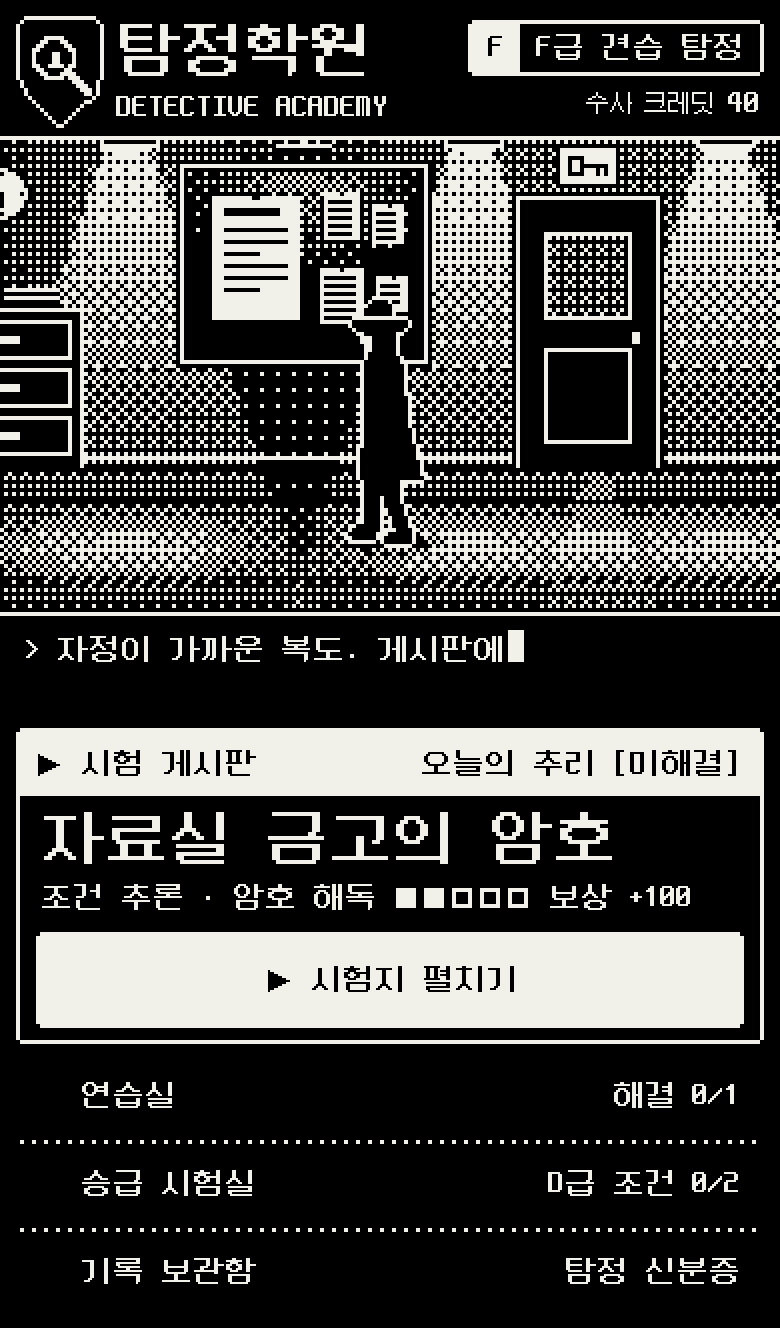 탐정학원
DETECTIVE ACADEMY
F F급 견습 탐정
수사 크레딧 40
> 자정이 가까운 복도. 게시판에
▶ 시험 게시판 오늘의 추리 [미해결]
자료실 금고의 암호
조건 추론 · 암호 해독 ■■□□□ 보상 +100
▶ 시험지 펼치기
연습실 해결 0/1
승급 시험실 D급 조건 0/2
기록 보관함 탐정 신분증